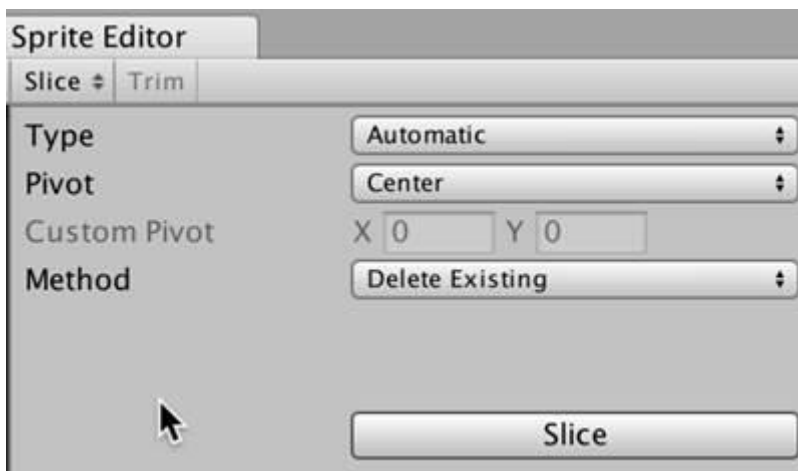 Sprite Editor
Slice Trim
Type Automatic
Pivot Center
Custom Pivot X 0 Y 0
Method Delete Existing
Slice